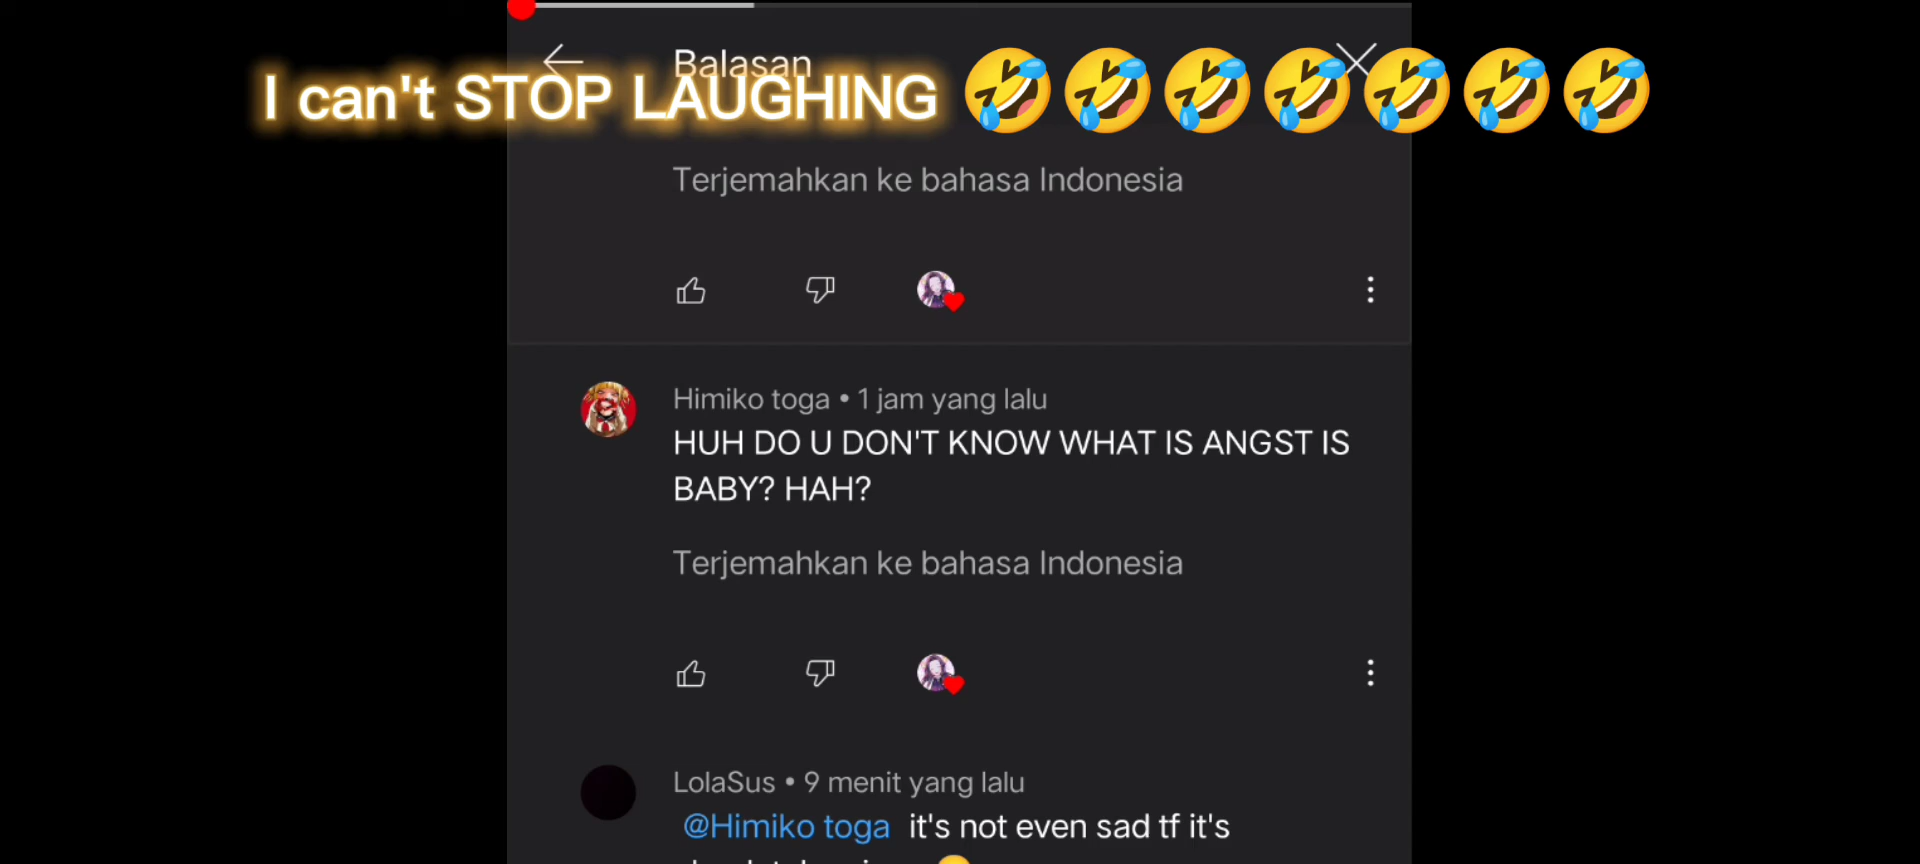 Balasan
I can't STOP LAUGHING 🤣🤣🤣🤣🤣🤣🤣
Terjemahkan ke bahasa Indonesia
Himiko toga • 1 jam yang lalu
HUH DO U DON'T KNOW WHAT IS ANGST IS
BABY? HAH?
Terjemahkan ke bahasa Indonesia
LolaSus • 9 menit yang lalu
@Himiko toga it's not even sad tf it's